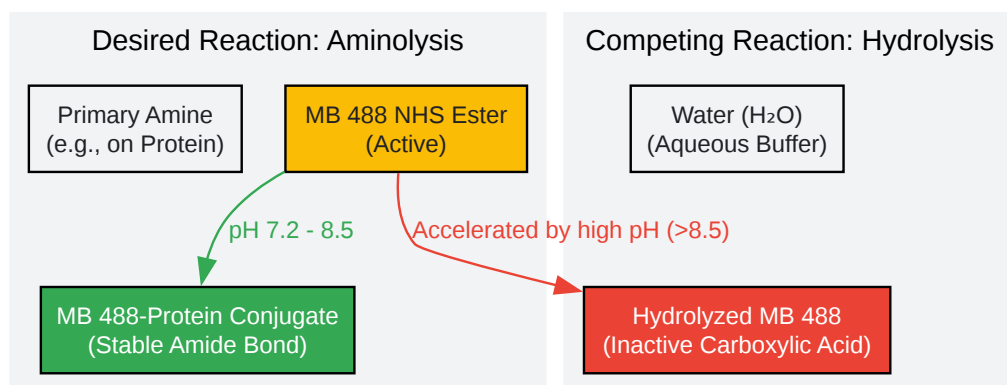 Desired Reaction: Aminolysis
Competing Reaction: Hydrolysis
Primary Amine
(e.g., on Protein)
MB 488 NHS Ester
(Active)
Water (H₂O)
(Aqueous Buffer)
pH 7.2 - 8.5
Accelerated by high pH (>8.5)
MB 488-Protein Conjugate
(Stable Amide Bond)
Hydrolyzed MB 488
(Inactive Carboxylic Acid)